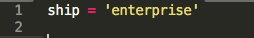 1 ship = 'enterprise'
2